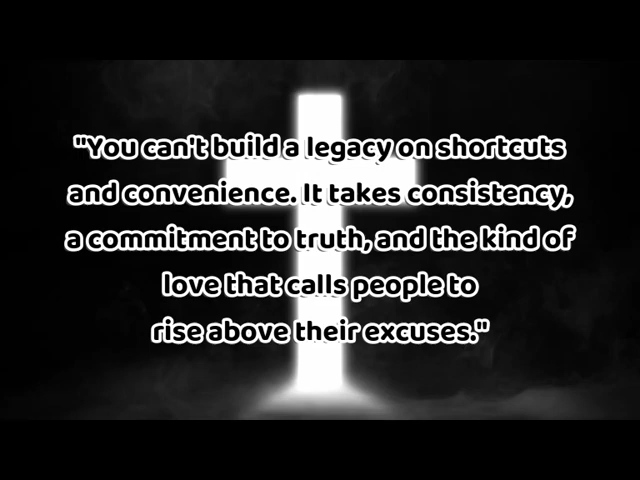 "You can't build a legacy on shortcuts
and convenience. It takes consistency,
a commitment to truth, and the kind of
love that calls people to
rise above their excuses."